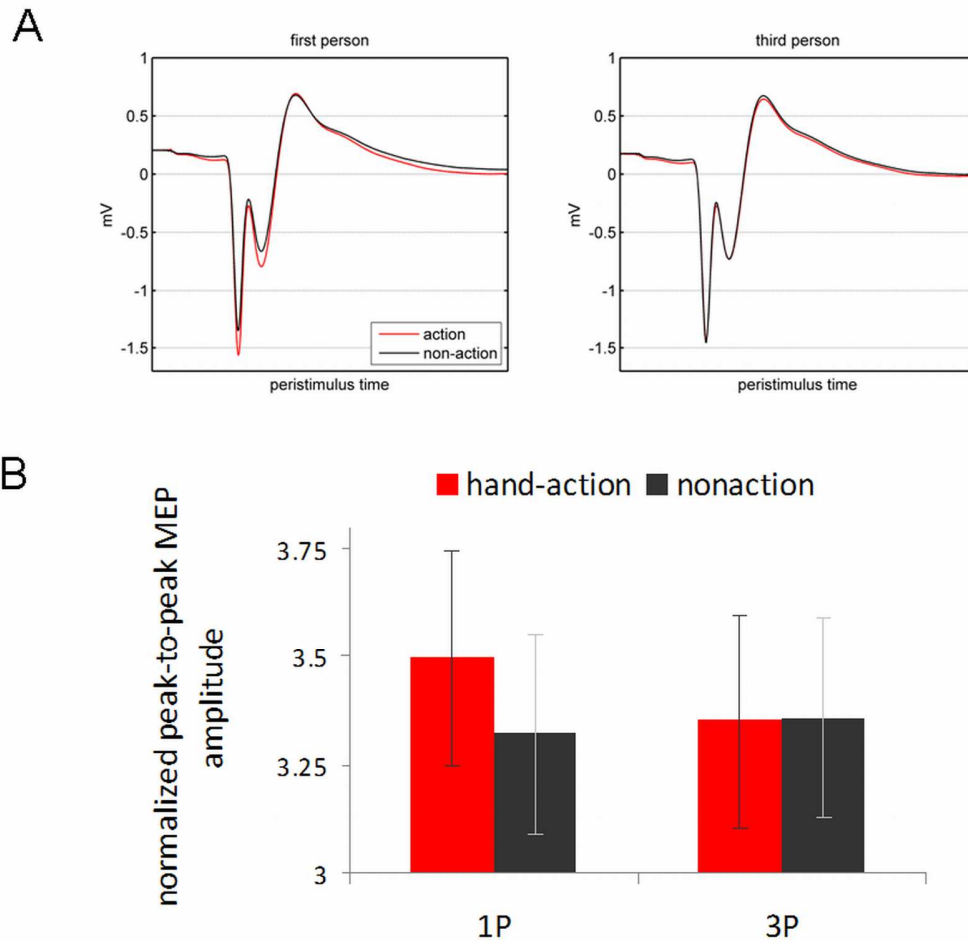 A
first person
third person
1
0.5
0
-0.5
-1
-1.5
mV
action
non-action
peristimulus time
1
0.5
0
-0.5
-1
-1.5
mV
peristimulus time
B
hand-action nonaction
normalized peak-to-peak MEP
amplitude
3.75
3.5
3.25
3
1P 3P